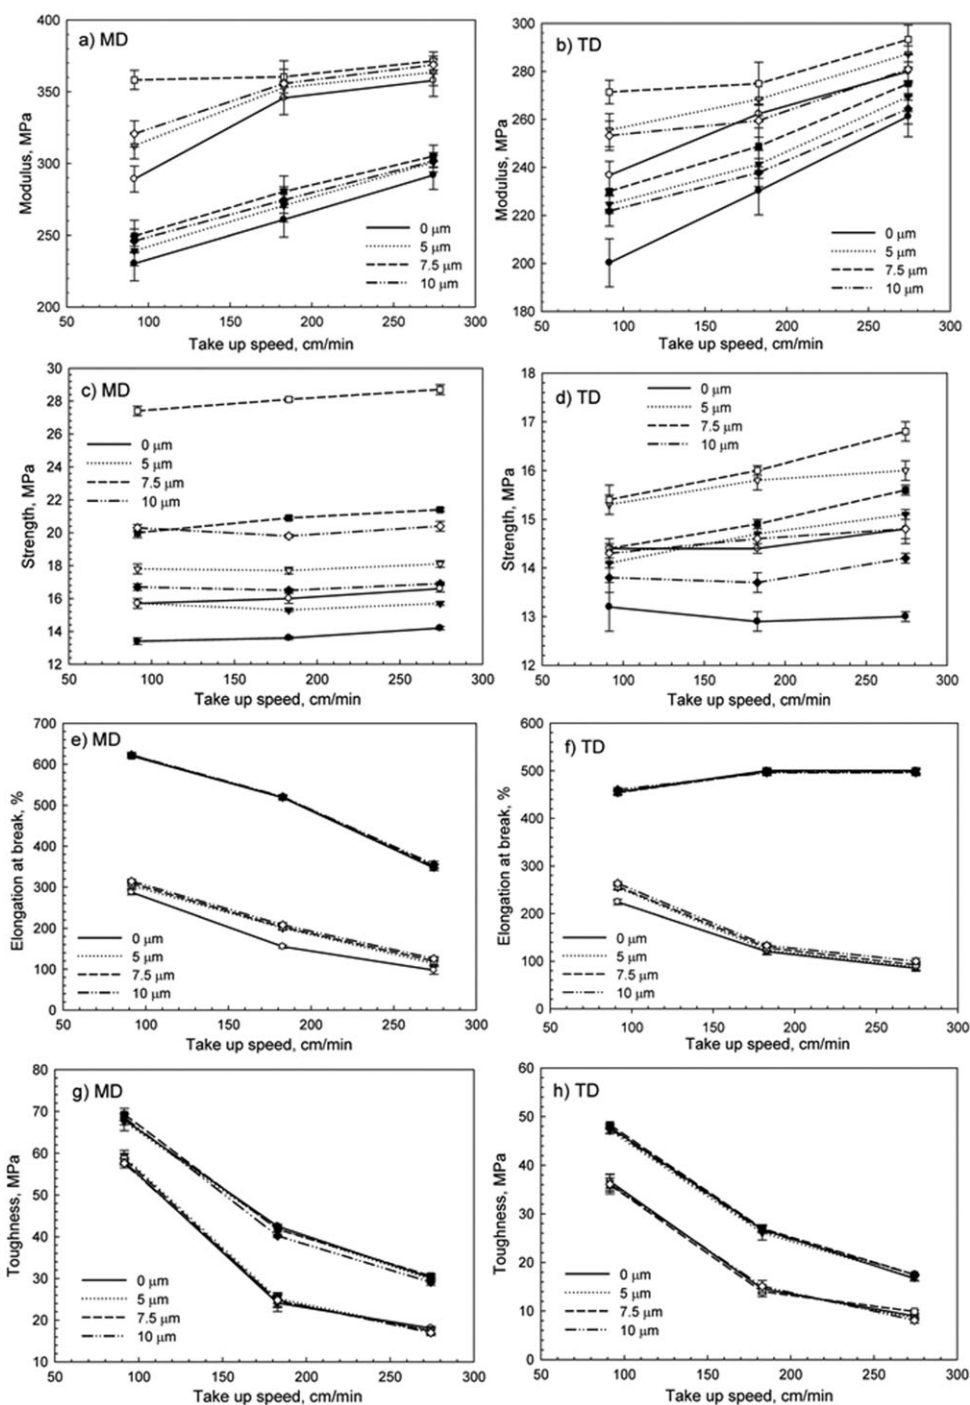 a) MD
400
350
300
250
200
Modulus, MPa
0 μm
5 μm
7.5 μm
10 μm
50 100 150 200 250 300
Take up speed, cm/min
b) TD
300
280
260
240
220
200
180
Modulus, MPa
0 μm
5 μm
7.5 μm
10 μm
50 100 150 200 250 300
Take up speed, cm/min
c) MD
30
28
26
24
22
20
18
16
14
12
Strength, MPa
0 μm
5 μm
7.5 μm
10 μm
50 100 150 200 250 300
Take up speed, cm/min
d) TD
18
17
16
15
14
13
12
Strength, MPa
0 μm
5 μm
7.5 μm
10 μm
50 100 150 200 250 300
Take up speed, cm/min
e) MD
700
600
500
400
300
200
100
0
Elongation at break, %
0 μm
5 μm
7.5 μm
10 μm
50 100 150 200 250 300
Take up speed, cm/min
f) TD
600
500
400
300
200
100
0
Elongation at break, %
0 μm
5 μm
7.5 μm
10 μm
50 100 150 200 250 300
Take up speed, cm/min
g) MD
80
70
60
50
40
30
20
10
Toughness, MPa
0 μm
5 μm
7.5 μm
10 μm
50 100 150 200 250 300
Take up speed, cm/min
h) TD
60
50
40
30
20
10
0
Toughness, MPa
0 μm
5 μm
7.5 μm
10 μm
50 100 150 200 250 300
Take up speed, cm/min